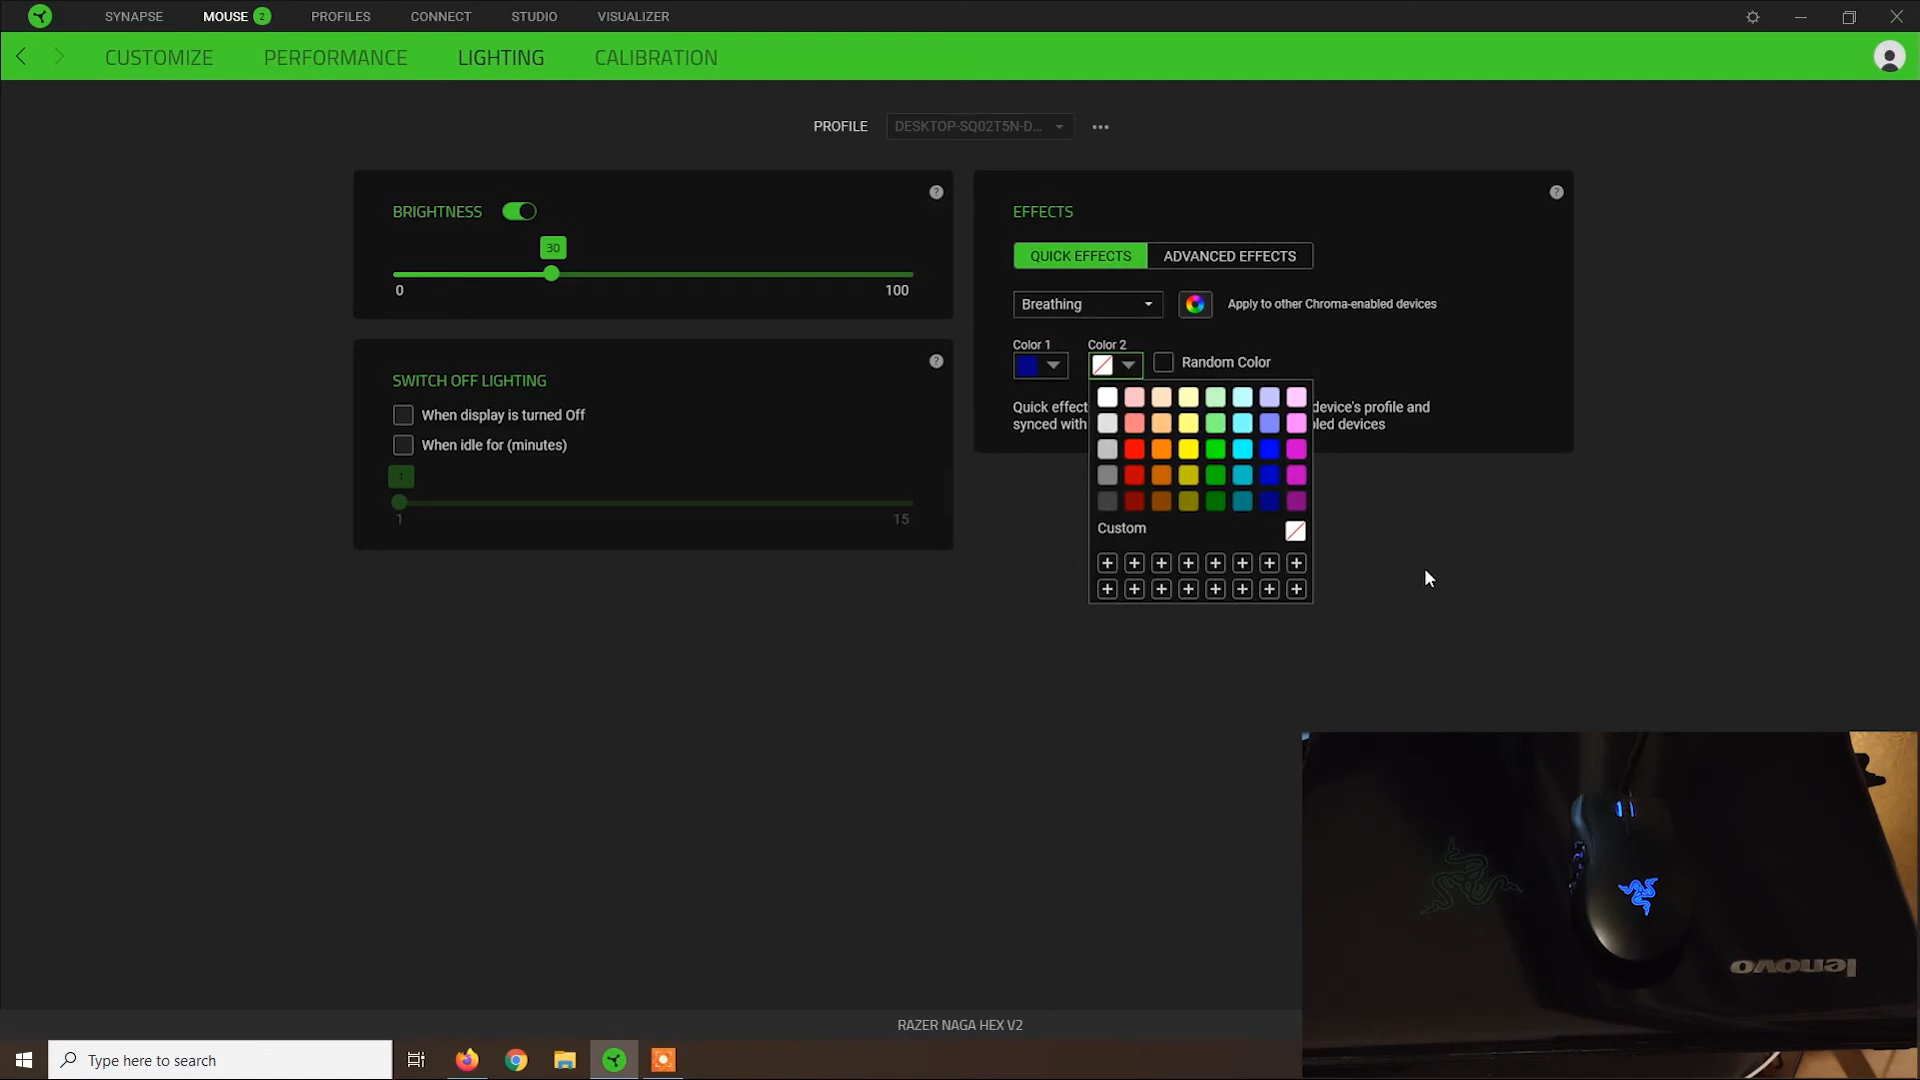 SYNAPSE MOUSE 2 PROFILES CONNECT STUDIO VISUALIZER
CUSTOMIZE PERFORMANCE LIGHTING CALIBRATION
PROFILE DESKTOP-SQ02T5N-D...
BRIGHTNESS
30
0 100
SWITCH OFF LIGHTING
When display is turned Off
When idle for (minutes)
1
1 15
EFFECTS
QUICK EFFECTS ADVANCED EFFECTS
Breathing Apply to other Chroma-enabled devices
Color 1 Color 2
Random Color
Quick effect device's profile and
synced with led devices
Custom
lenovo
RAZER NAGA HEX V2
Type here to search